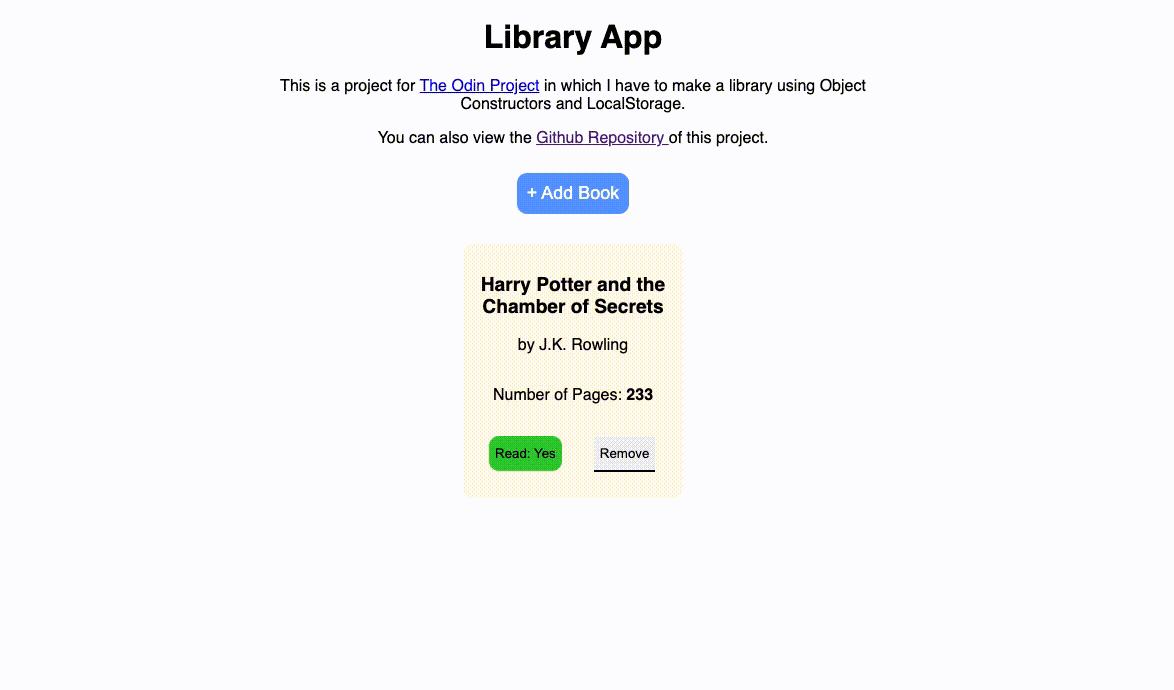 Library App
This is a project for The Odin Project in which I have to make a library using Object
Constructors and LocalStorage.
You can also view the Github Repository of this project.
+ Add Book
Harry Potter and the
Chamber of Secrets
by J.K. Rowling
Number of Pages: 233
Read: Yes Remove